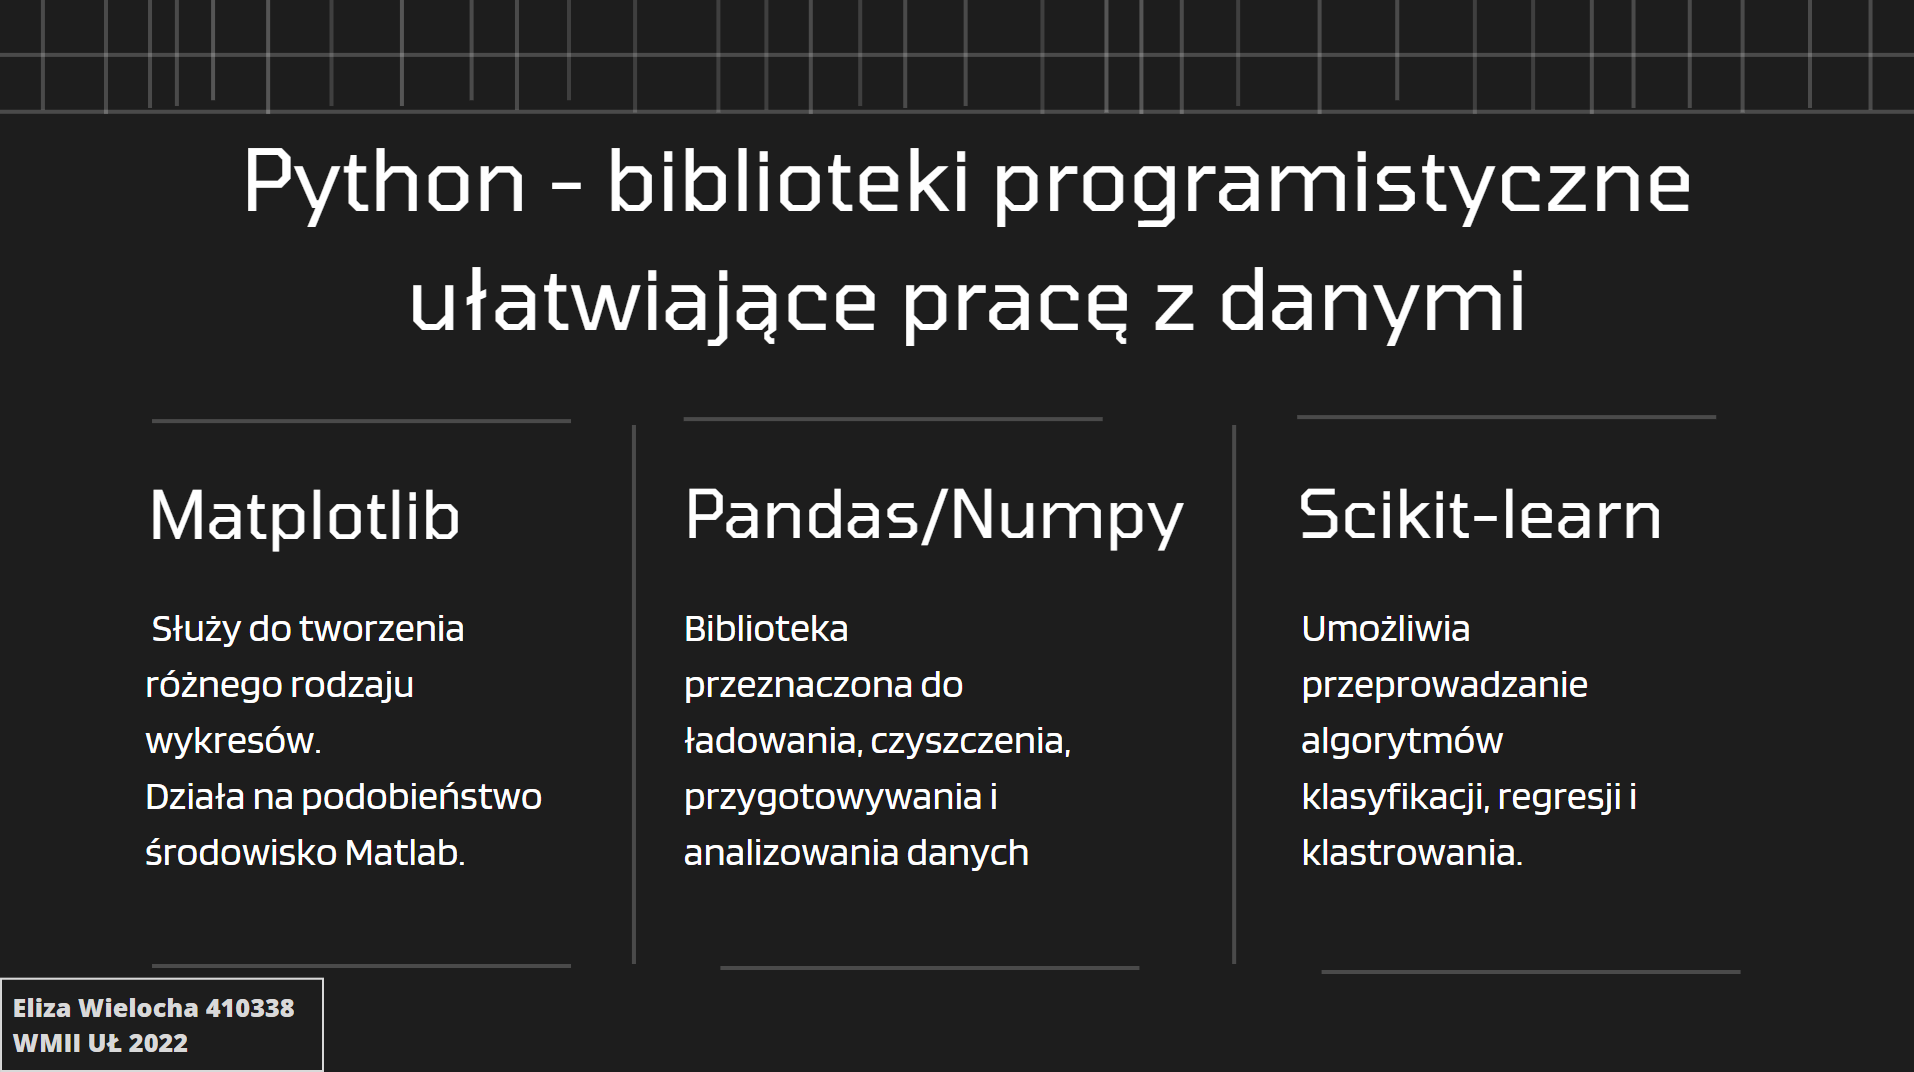 Python - biblioteki programistyczne
ułatwiające pracę z danymi
Matplotlib
Służy do tworzenia
różnego rodzaju
wykresów.
Działa na podobieństwo
środowisko Matlab.
Pandas/Numpy
Biblioteka
przeznaczona do
ładowania, czyszczenia,
przygotowywania i
analizowania danych
Scikit-learn
Umożliwia
przeprowadzanie
algorytmów
klasyfikacji, regresji i
klastrowania.
Eliza Wielocha 410338
WMII UŁ 2022